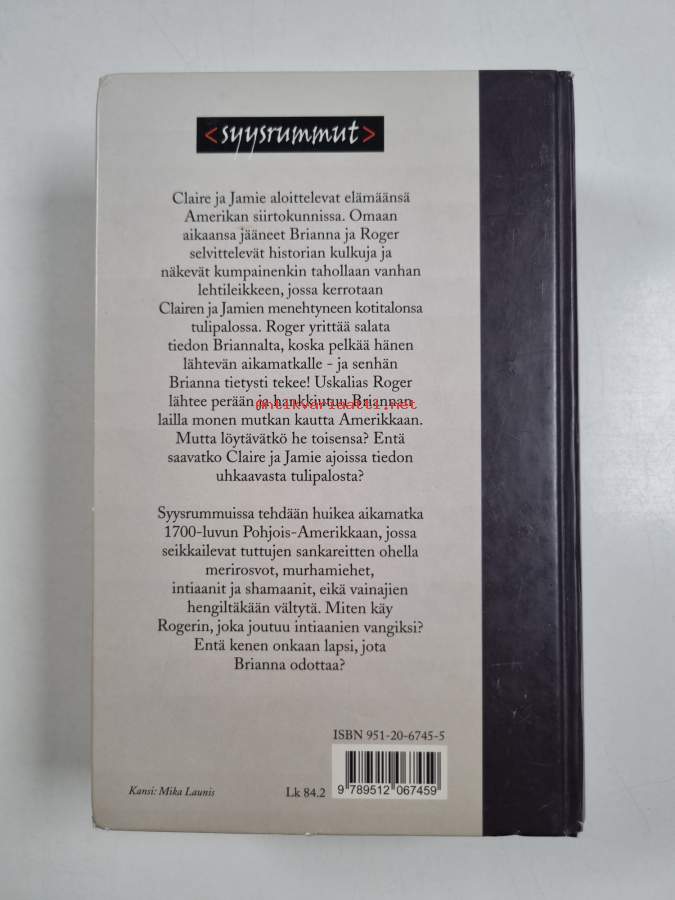 <syysrummut>
Claire ja Jamie aloittelevat elämäänsä
Amerikan siirtokunnissa. Omaan
aikaansa jääneet Brianna ja Roger
selvittelevät historian kulkuja ja
näkevät kumpainenkin tahollaan vanhan
lehtileikkeen, jossa kerrotaan
Clairen ja Jamien menehtyneen kotitalonsa
tulipalossa. Roger yrittää salata
tiedon Briannalta, koska pelkää hänen
lähtevän aikamatkalle - ja senhän
Brianna tietysti tekee! Uskalias Roger
lähtee perään ja hankkiutuu Briannan
antikvariaatti.net
lailla monen mutkan kautta Amerikkaan.
Mutta löytävätkö he toisensa? Entä
saavatko Claire ja Jamie ajoissa tiedon
uhkaavasta tulipalosta?
Syysrummuissa tehdään huikea aikamatka
1700-luvun Pohjois-Amerikkaan, jossa
seikkailevat tuttujen sankareitten ohella
merirosvot, murhamiehet,
intiaanit ja shamaanit, eikä vainajien
hengiltäkään vältytä. Miten käy
Rogerin, joka joutuu intiaanien vangiksi?
Entä kenen onkaan lapsi, jota
Brianna odottaa?
ISBN 951-20-6745-5
Kansi: Mika Launis
Lk 84.2
9 789512 067459